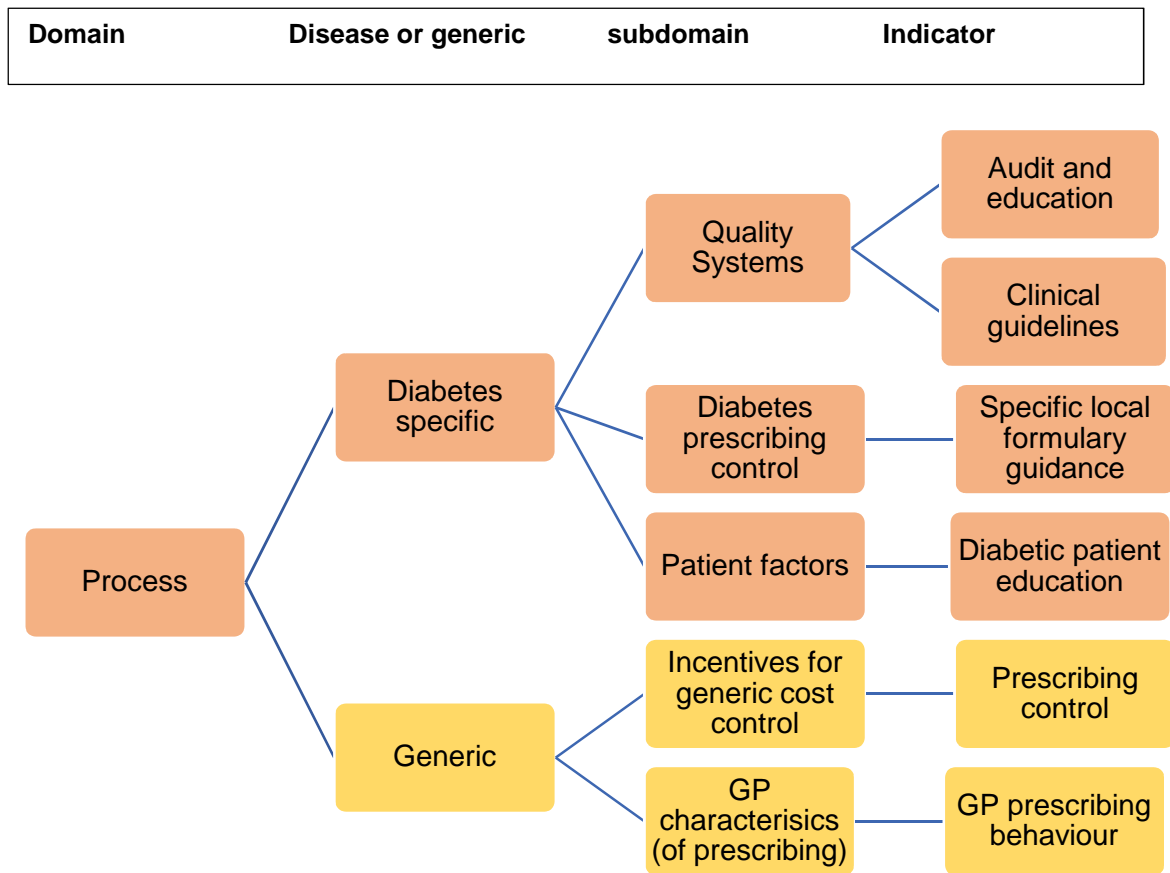 Domain Disease or generic subdomain Indicator
Audit and
education
Quality
Systems
Clinical
guidelines
Diabetes
specific
Diabetes
prescribing
control
Specific local
formulary
guidance
Process
Patient factors
Diabetic patient
education
Incentives for
generic cost
control
Prescribing
control
Generic
GP
characterisics
(of prescribing)
GP prescribing
behaviour